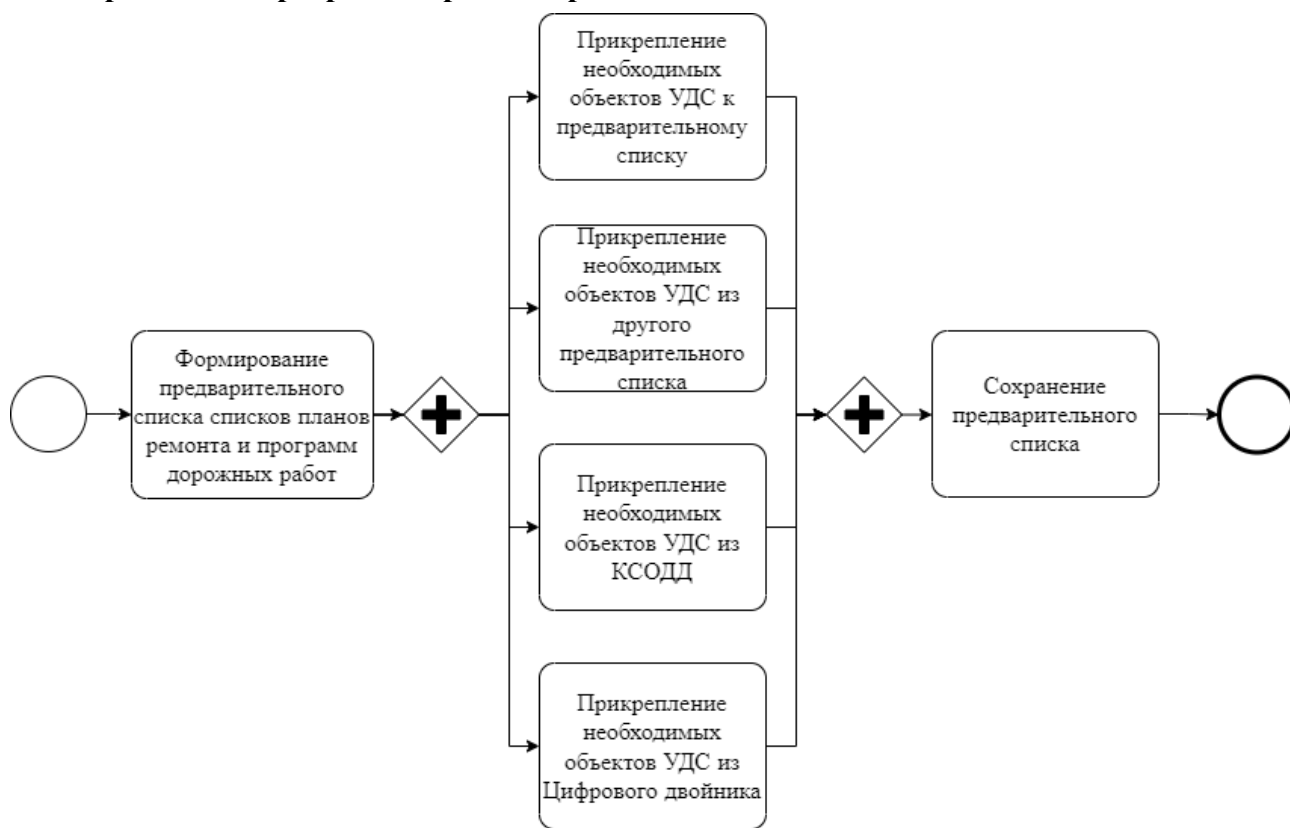 Формирование
предварительного
списка списков планов
ремонта и программ
дорожных работ
Прикрепление
необходимых
объектов УДС к
предварительному
списку
Прикрепление
необходимых
объектов УДС из
другого
предварительного
списка
Прикрепление
необходимых
объектов УДС из
КСОДД
Прикрепление
необходимых
объектов УДС из
Цифрового двойника
Сохранение
предварительного
списка